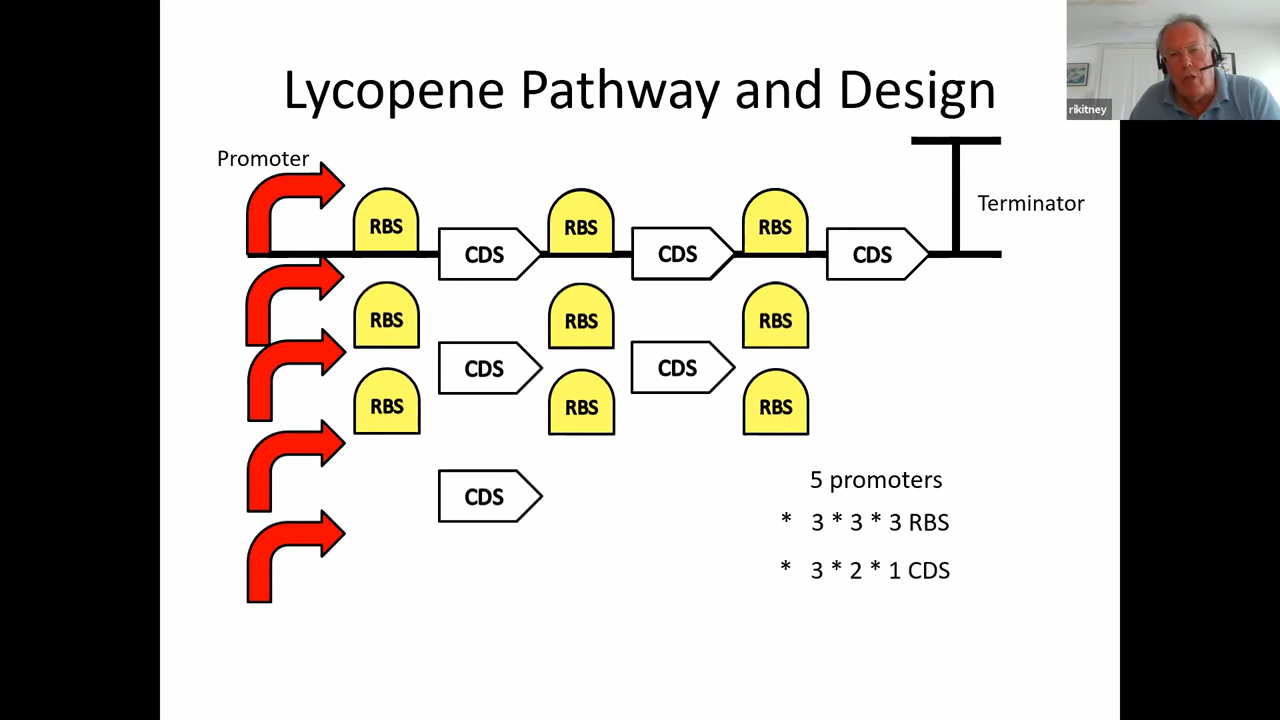 Lycopene Pathway and Design
rikitney
Promoter
Terminator
RBS RBS RBS
CDS CDS CDS
RBS RBS RBS
CDS CDS
RBS RBS RBS
CDS
5 promoters
* 3 * 3 * 3 RBS
* 3 * 2 * 1 CDS